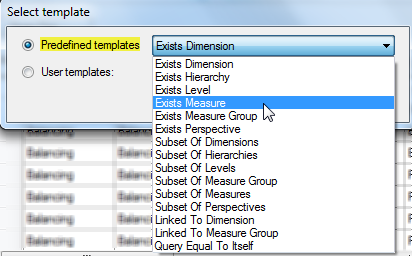 Select template
Predefined templates
Exists Dimension
User templates:
Exists Dimension
Exists Hierarchy
Exists Level
Exists Measure
Exists Measure Group
Exists Perspective
Subset Of Dimensions
Subset Of Hierarchies
Subset Of Levels
Subset Of Measure Group
Subset Of Measures
Subset Of Perspectives
Linked To Dimension
Linked To Measure Group
Query Equal To Itself